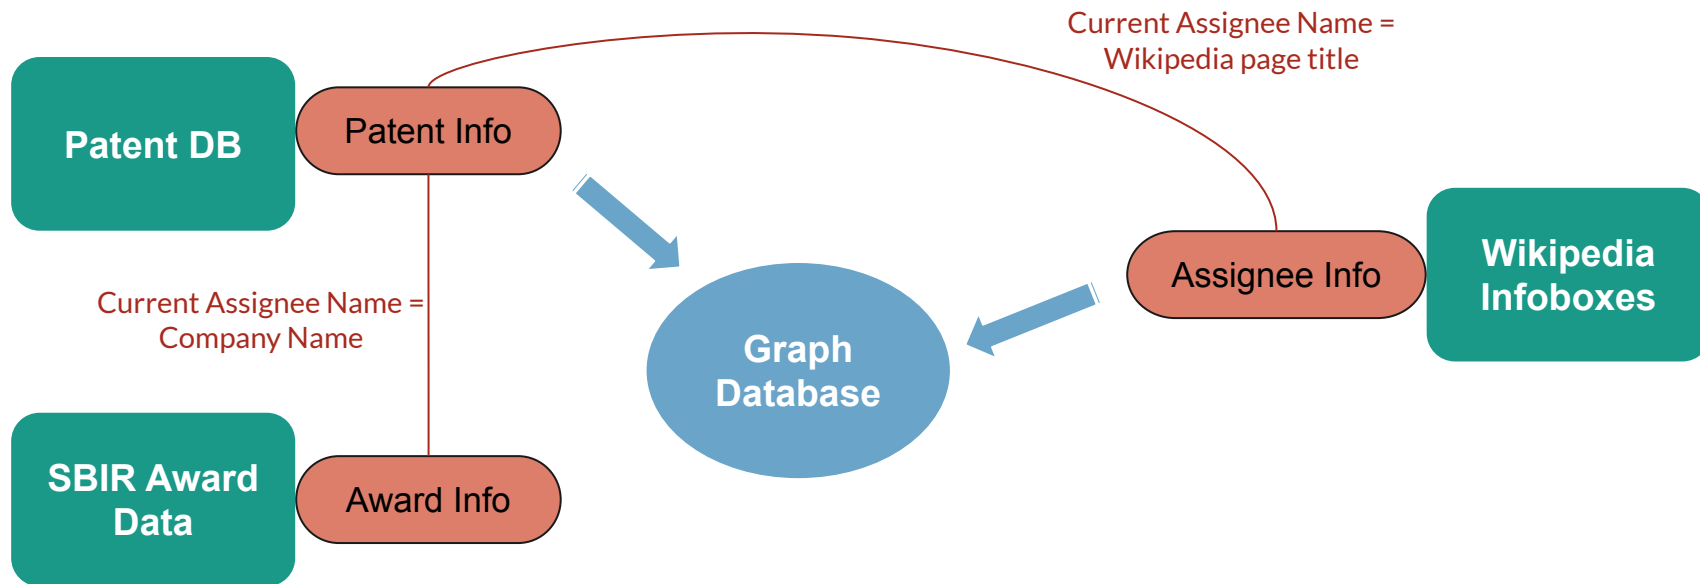 Current Assignee Name =
Wikipedia page title
Patent DB
Patent Info
Assignee Info
Wikipedia
Infoboxes
Current Assignee Name =
Company Name
Graph
Database
SBIR Award
Data
Award Info